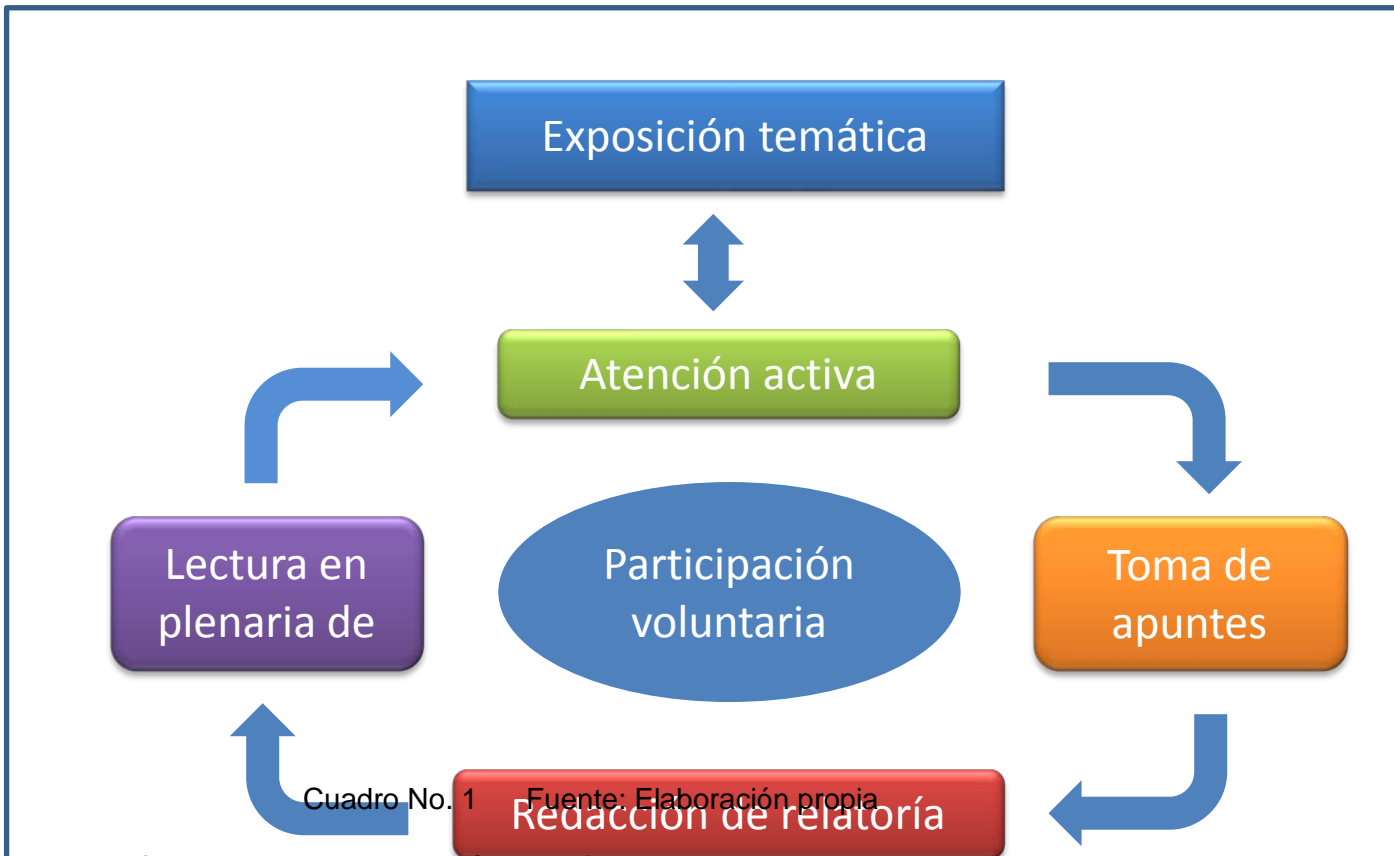 Exposición temática
Atención activa
Lectura en
plenaria de
Participación
voluntaria
Toma de
apuntes
Cuadro No. 1 Fuente: Elaboración propia
Redacción de relatoría